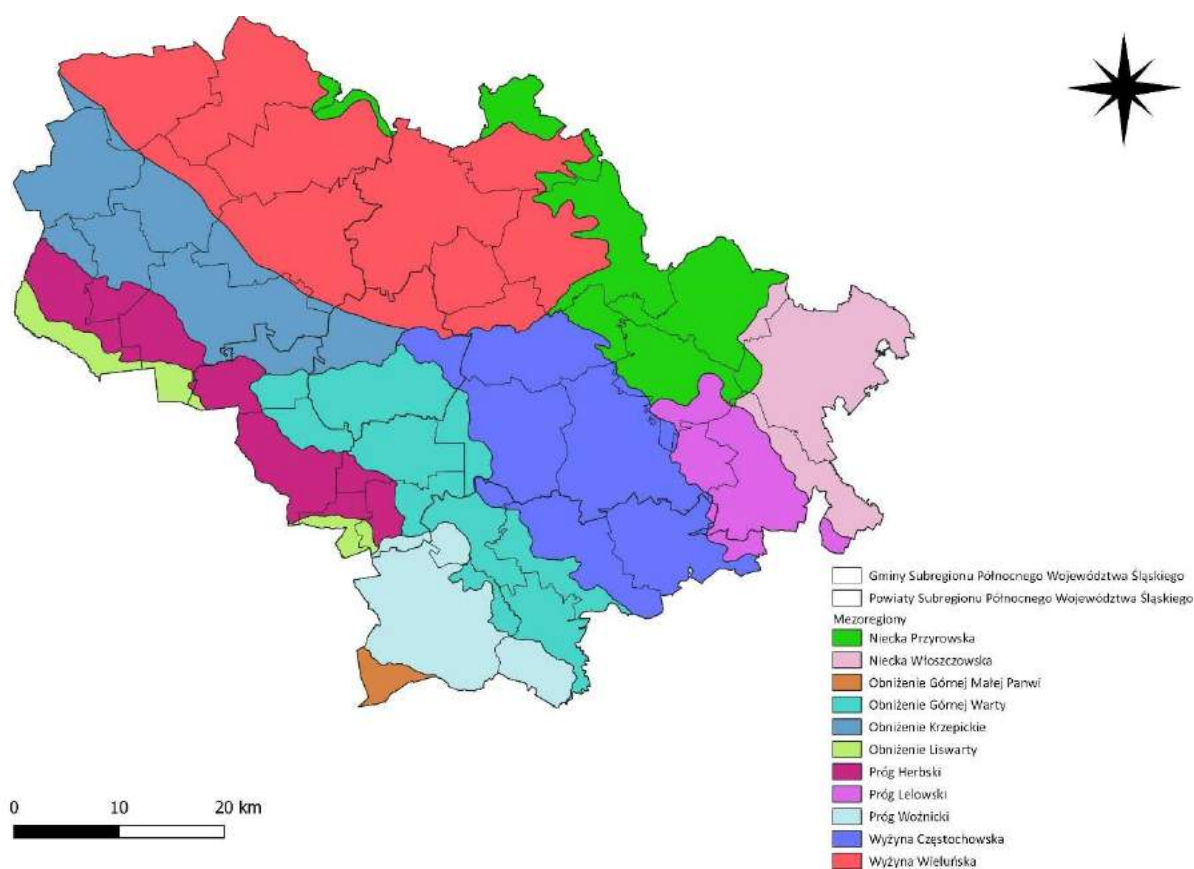 0 10 20 km
Gminy Subregionu Północnego Województwa Śląskiego
Powiaty Subregionu Północnego Województwa Śląskiego
Mezoregiony
Niecka Przyrowska
Niecka Włoszczowska
Obniżenie Górnej Małej Panwi
Obniżenie Górnej Warty
Obniżenie Krzepickie
Obniżenie Liswarty
Próg Herbski
Próg Lelowski
Próg Woźnicki
Wyżyna Częstochowska
Wyżyna Wieluńska